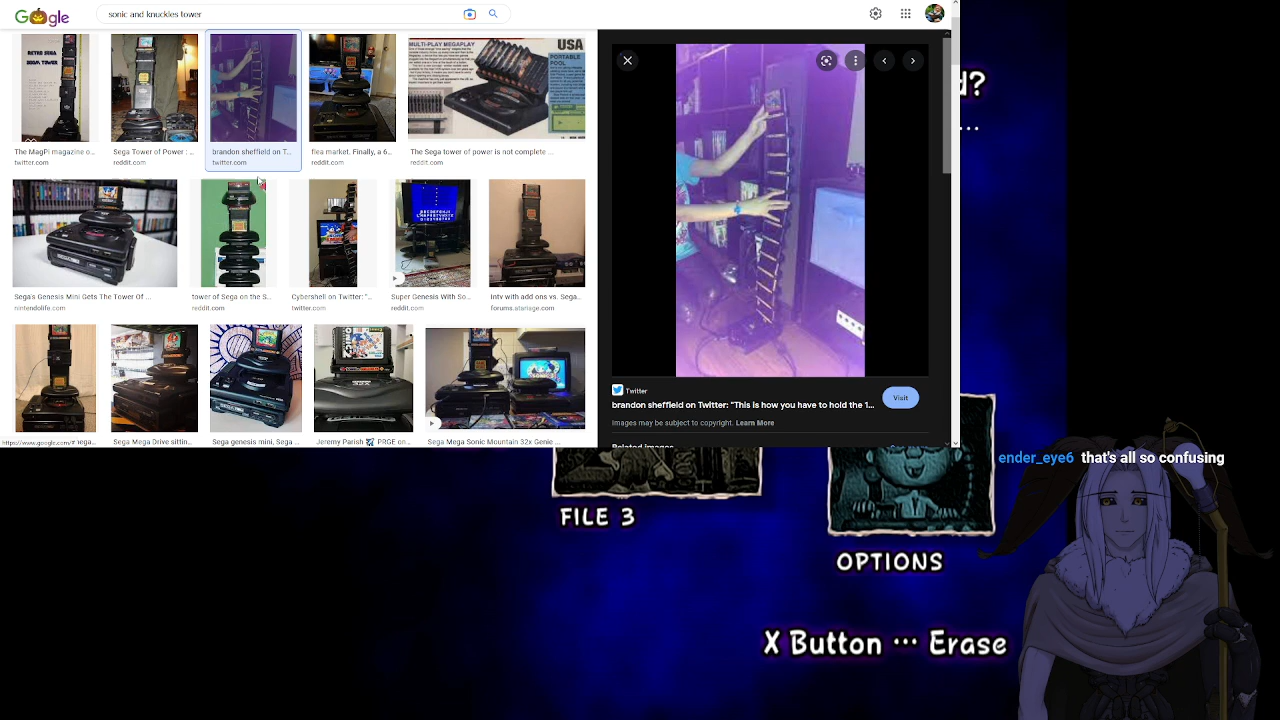 Google
sonic and knuckles tower
RETRO SEGA
The MagPi magazine o...
twitter.com
Sega Tower of Power : ...
reddit.com
brandon sheffield on T...
twitter.com
flea market. Finally, a 6...
reddit.com
MULTI-PLAY MEGAPLAY
USA
PORTABLE
POOL
The Sega tower of power is not complete ...
reddit.com
Sega's Genesis Mini Gets The Tower Of ...
nintendolife.com
tower of Sega on the S...
reddit.com
Cybershell on Twitter: "...
twitter.com
Super Genesis With So...
reddit.com
Intv with add ons vs. Sega...
forums.atariage.com
Sega Mega Drive sittin...
Sega genesis mini, Sega ...
Jeremy Parish PRGE on...
Sega Mega Sonic Mountain 32x Genie ...
Twitter
brandon sheffield on Twitter: "This is how you have to hold the 1...
Visit
Images may be subject to copyright. Learn More
Related images
d?
...
ender_eye6 that's all so confusing
FILE 3
OPTIONS
X Button ··· Erase